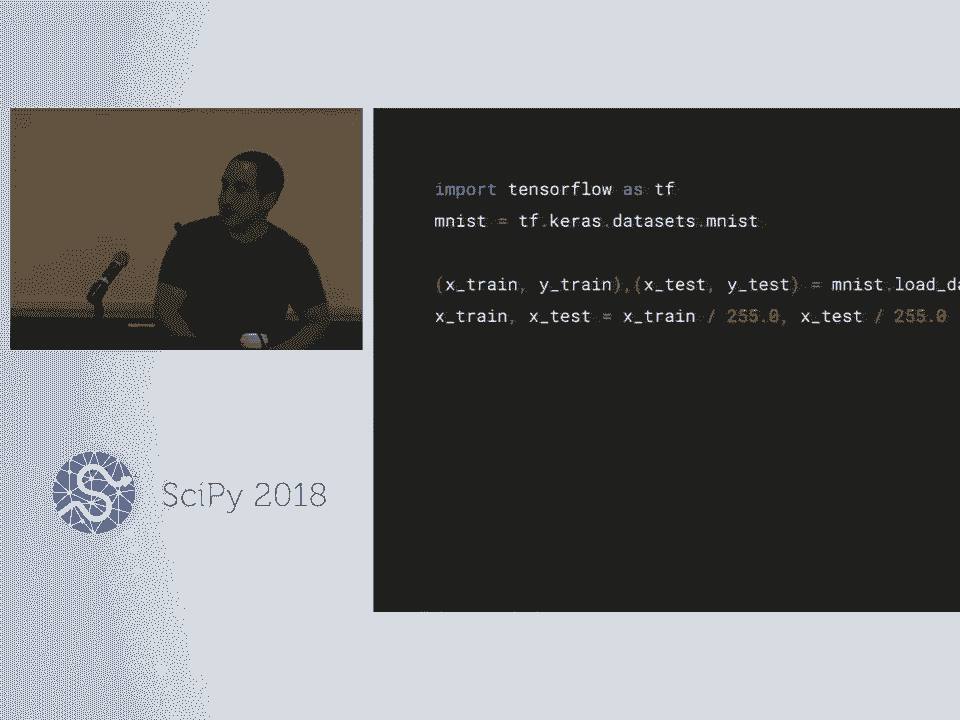 import tensorflow as tf
mnist = tf.keras.datasets.mnist
(x_train, y_train),(x_test, y_test) = mnist.load_da
x_train, x_test = x_train / 255.0, x_test / 255.0
SciPy 2018